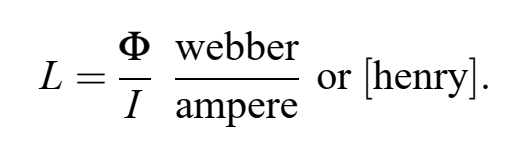 L = Φ/I webber/ampere or [henry].